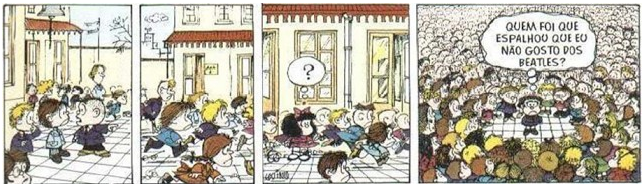 ?
QUEM FOI QUE
ESPALHOU QUE EU
NÃO GOSTO DOS
BEATLES?